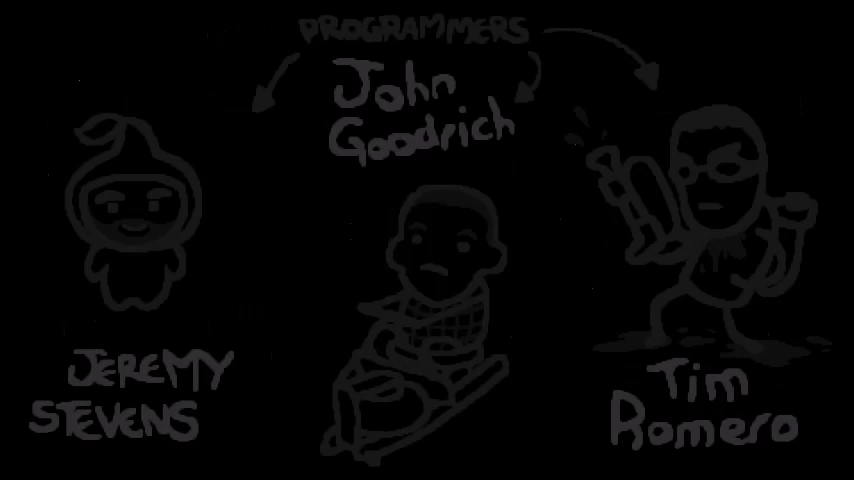 PROGRAMMERS
John
Goodrich
JEREMY
STEVENS
Tim
Romero